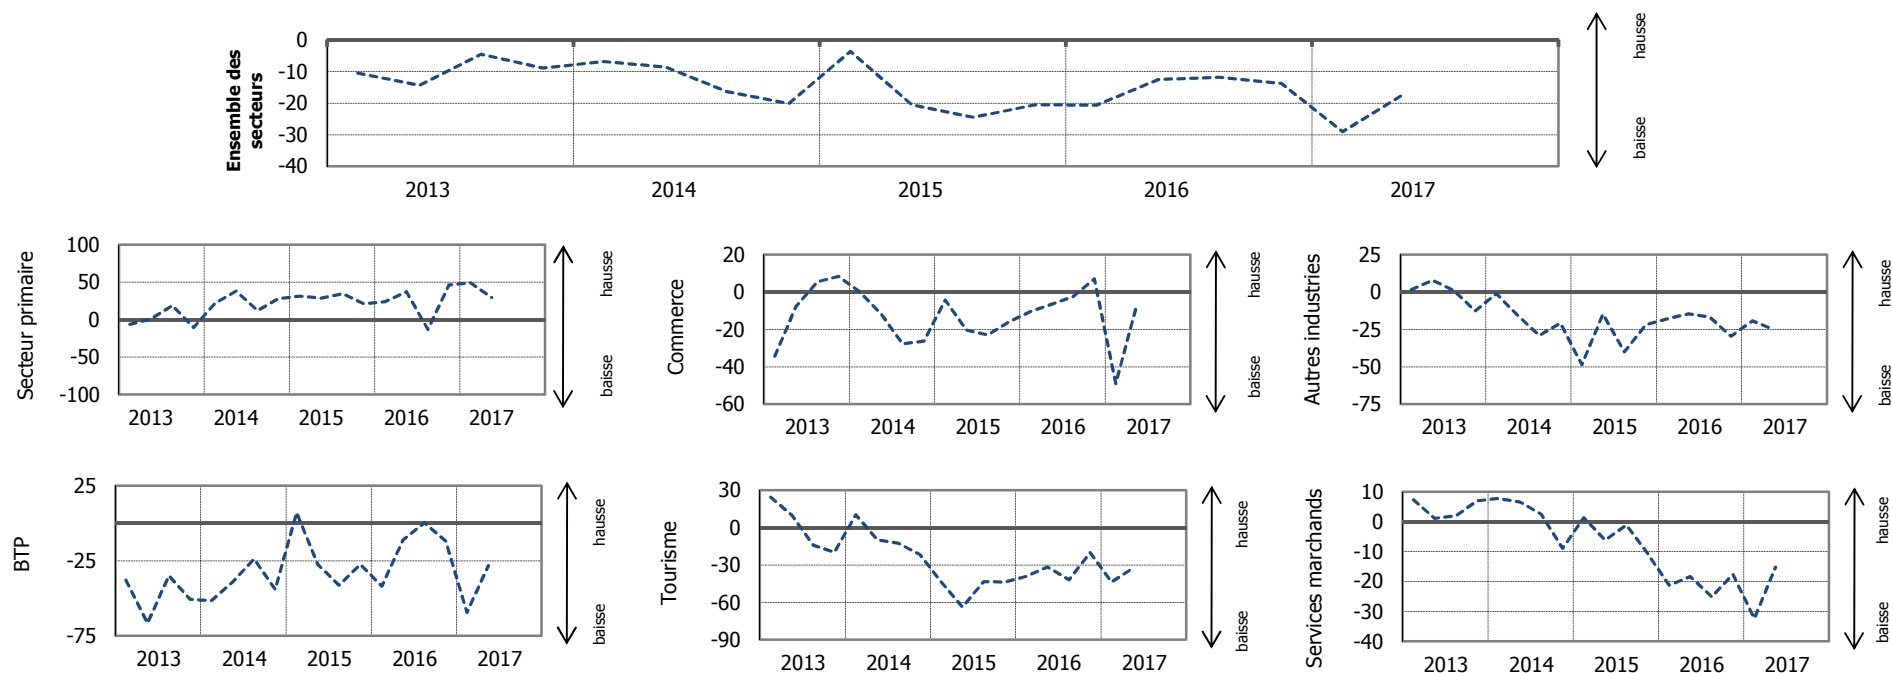 Ensemble des
secteurs
0
-10
-20
-30
-40
2013 2014 2015 2016 2017
hausse
baisse
Secteur primaire
100
50
0
-50
-100
2013 2014 2015 2016 2017
hausse
baisse
Commerce
20
0
-20
-40
-60
2013 2014 2015 2016 2017
hausse
baisse
Autres industries
25
0
-25
-50
-75
2013 2014 2015 2016 2017
hausse
baisse
BTP
25
-25
-75
2013 2014 2015 2016 2017
hausse
baisse
Tourisme
30
0
-30
-60
-90
2013 2014 2015 2016 2017
hausse
baisse
Services marchands
10
0
-10
-20
-30
-40
2013 2014 2015 2016 2017
hausse
baisse